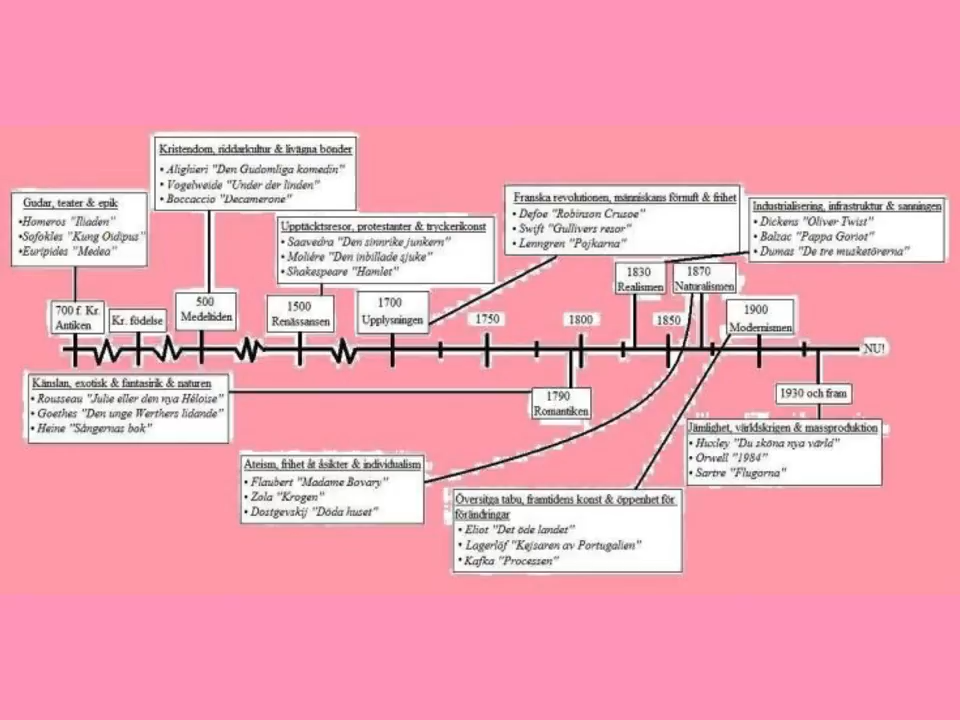 Kristendom, riddarkultur & livägna bönder
• Alighieri "Den Gudomliga komedin"
• Vogelweide "Under der linden"
• Boccaccio "Decamerone"
Gudar, teater & epik
•Homeros "Iliaden"
•Sofokles "Kung Oidipus"
•Euripides "Medea"
Upptäcktsresor, protestanter & tryckerikonst
• Saavedra "Den sinnrike junkern"
• Moliére "Den inbillade sjuke"
• Shakespeare "Hamlet"
Franska revolutionen, människans förnuft & frihet
• Defoe "Robinson Crusoe"
• Swift "Gullivers resor"
• Lenngren "Pojkarna"
Industrialisering, infrastruktur & sanningen
• Dickens "Oliver Twist"
• Balzac "Pappa Goriot"
• Dumas "De tre musketörerna"
700 f. Kr.
Antiken
Kr. födelse
500
Medeltiden
1500
Renässansen
1700
Upplysningen
1750
1800
1830
Realismen
1850
1870
Naturalismen
1900
Modernismen
NU!
Känslan, exotisk & fantasirik & naturen
• Rousseau "Julie eller den nya Héloise"
• Goethes "Den unge Werthers lidande"
• Heine "Sångernas bok"
1790
Romantiken
1930 och fram
Jämlighet, världskrigen & massproduktion
• Huxley "Du sköna nya värld"
• Orwell "1984"
• Sartre "Flugorna"
Ateism, frihet åt åsikter & individualism
• Flaubert "Madame Bovary"
• Zola "Krogen"
• Dostgevskij "Döda huset"
Översitga tabu, framtidens konst & öppenhet för
förändringar
• Eliot "Det öde landet"
• Lagerlöf "Kejsaren av Portugalien"
• Kafka "Processen"